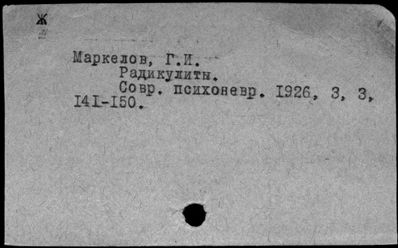 Ж
Маркелов, Г.И.
Радикулиты.
Совр. психоневр. 1926, 3, 3,
141-150.